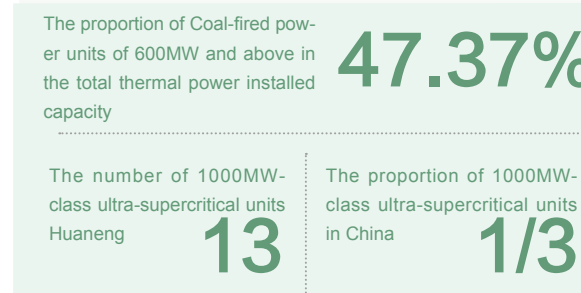 The proportion of Coal-fired pow-
er units of 600MW and above in
the total thermal power installed
capacity
47.37%
The number of 1000MW-
class ultra-supercritical units
Huaneng
13
The proportion of 1000MW-
class ultra-supercritical units
in China
1/3